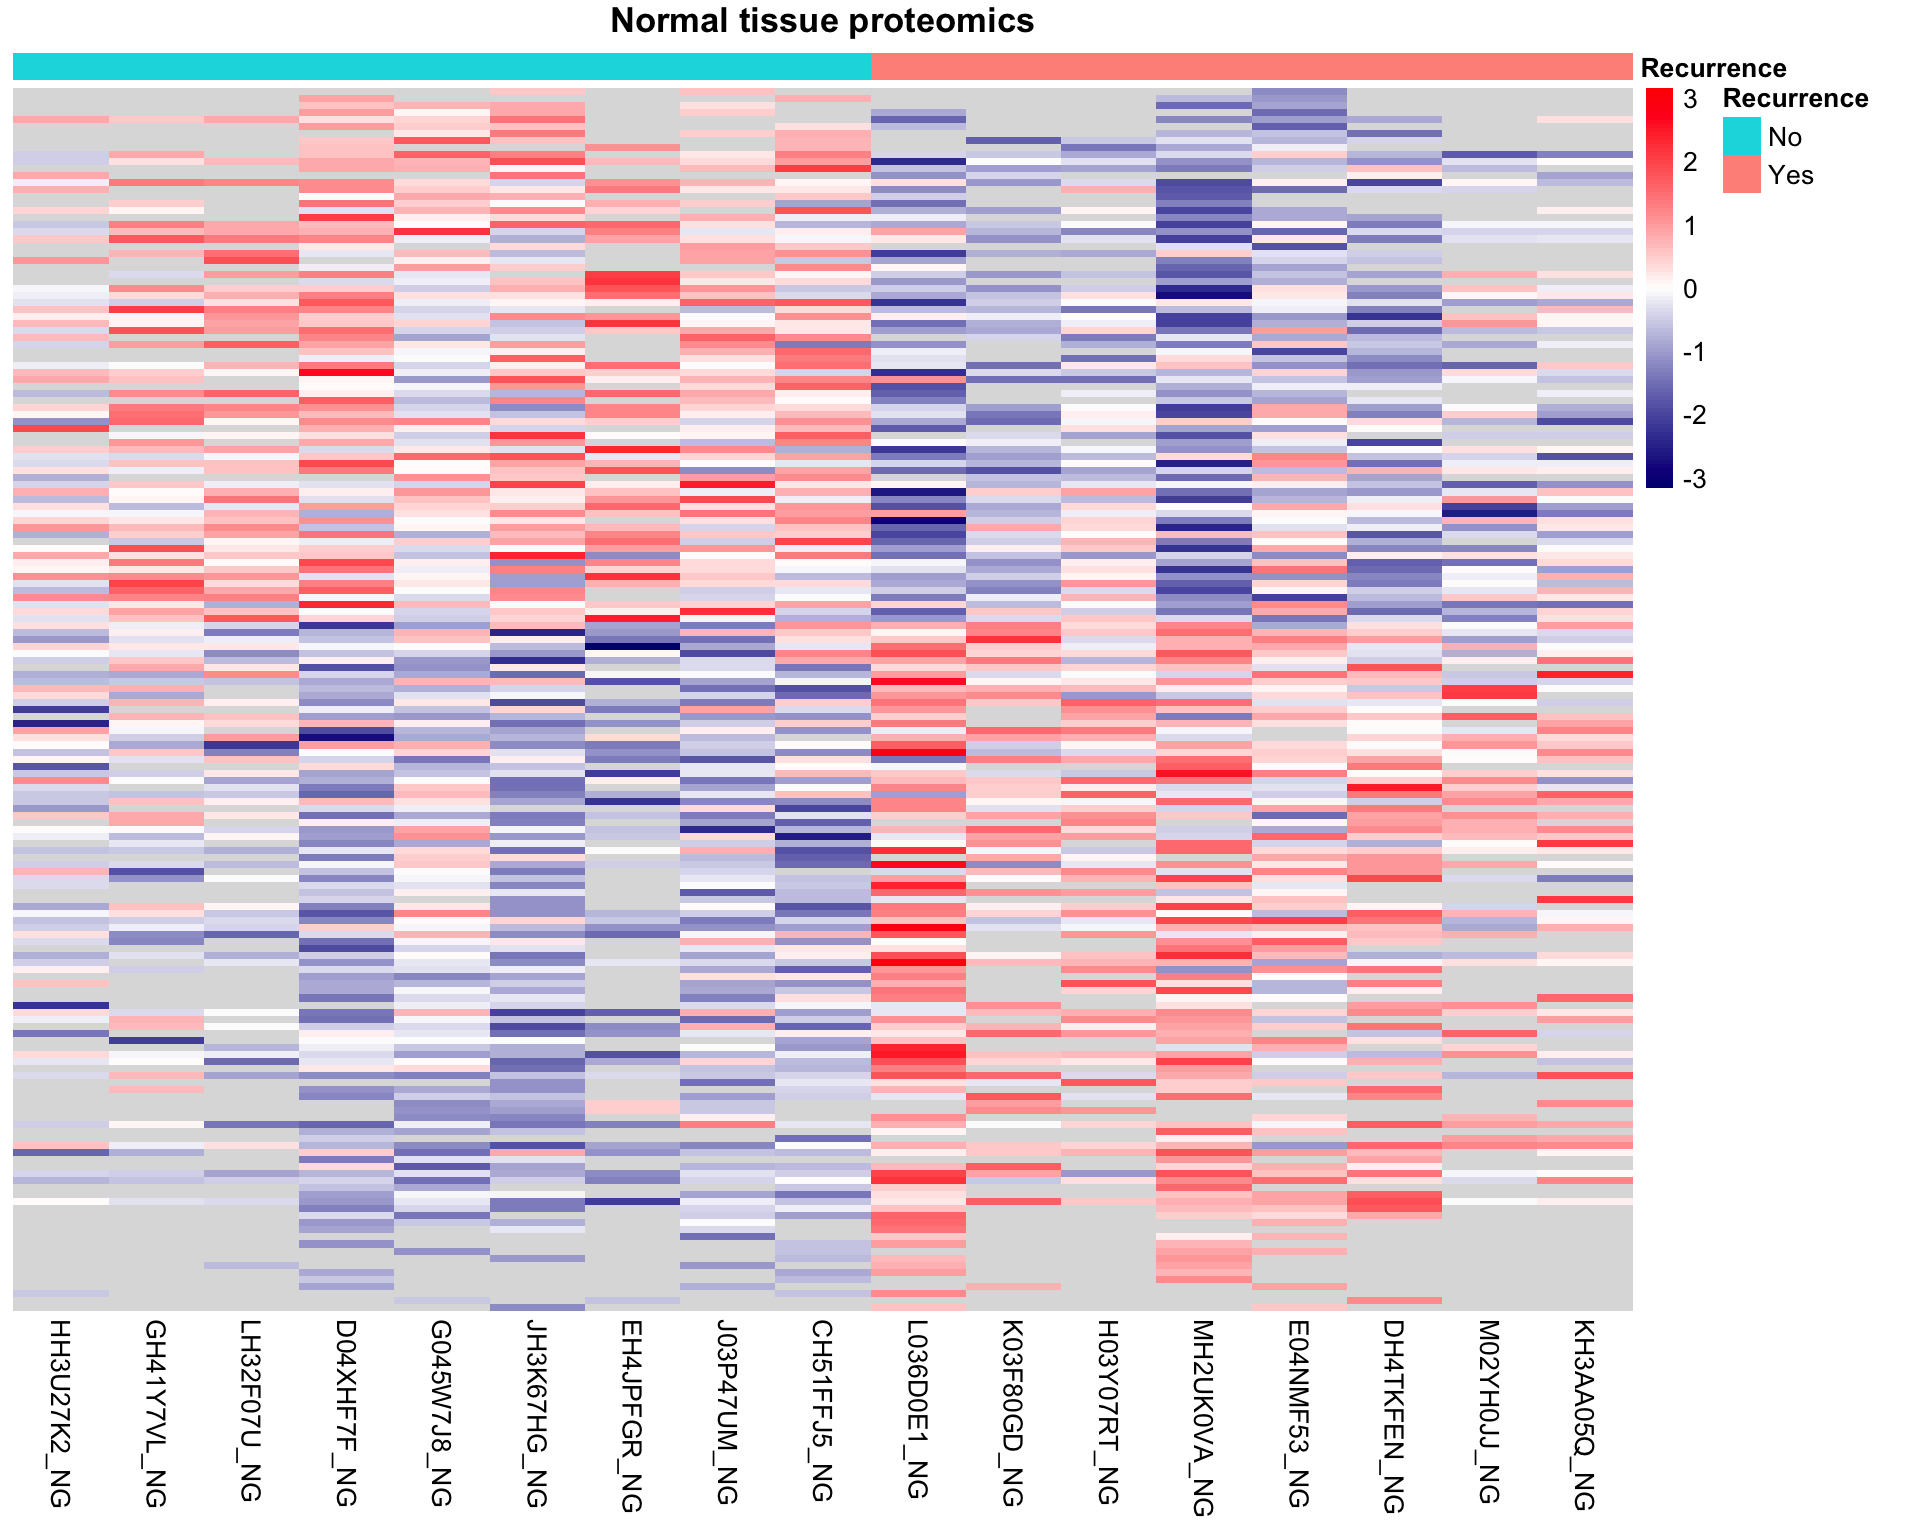 Normal tissue proteomics
Recurrence
Recurrence
3
2
1
0
-1
-2
-3
No
Yes
HH3U27K2_NG
GH41Y7VL_NG
LH32F07U_NG
D04XHF7F_NG
G045W7J8_NG
JH3K67HG_NG
EH4JPFGR_NG
J03P47UM_NG
CH51FFJ5_NG
L036D0E1_NG
K03F80GD_NG
H03Y07RT_NG
MH2UK0VA_NG
E04NMF53_NG
DH4TKFEN_NG
M02YH0JJ_NG
KH3AA05Q_NG